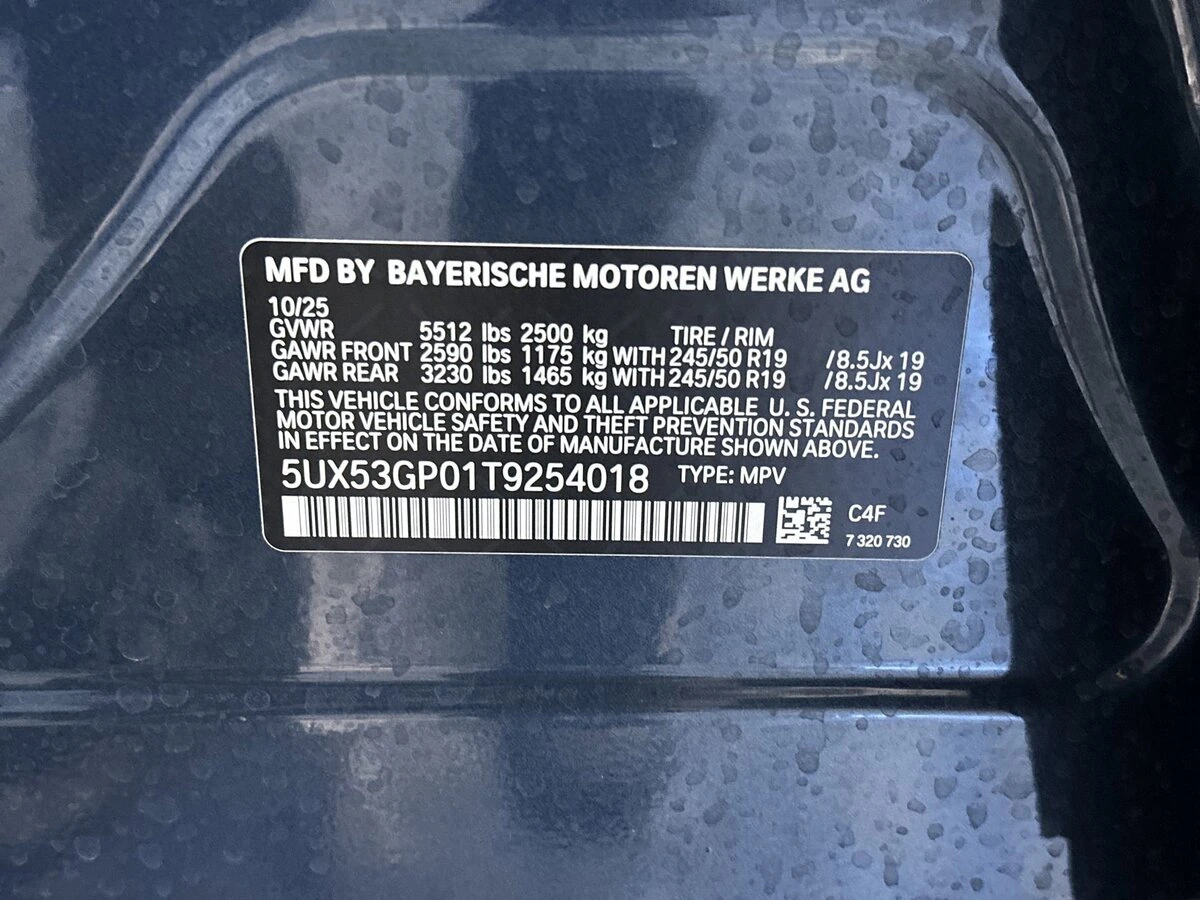 MFD BY BAYERISCHE MOTOREN WERKE AG
10/25
GVWR 5512 lbs 2500 kg TIRE / RIM
GAWR FRONT 2590 lbs 1175 kg WITH 245/50 R19 /8.5Jx 19
GAWR REAR 3230 lbs 1465 kg WITH 245/50 R19 /8.5Jx 19
THIS VEHICLE CONFORMS TO ALL APPLICABLE U. S. FEDERAL
MOTOR VEHICLE SAFETY AND THEFT PREVENTION STANDARDS
IN EFFECT ON THE DATE OF MANUFACTURE SHOWN ABOVE.
5UX53GP01T9254018 TYPE: MPV
C4F
7 320 730